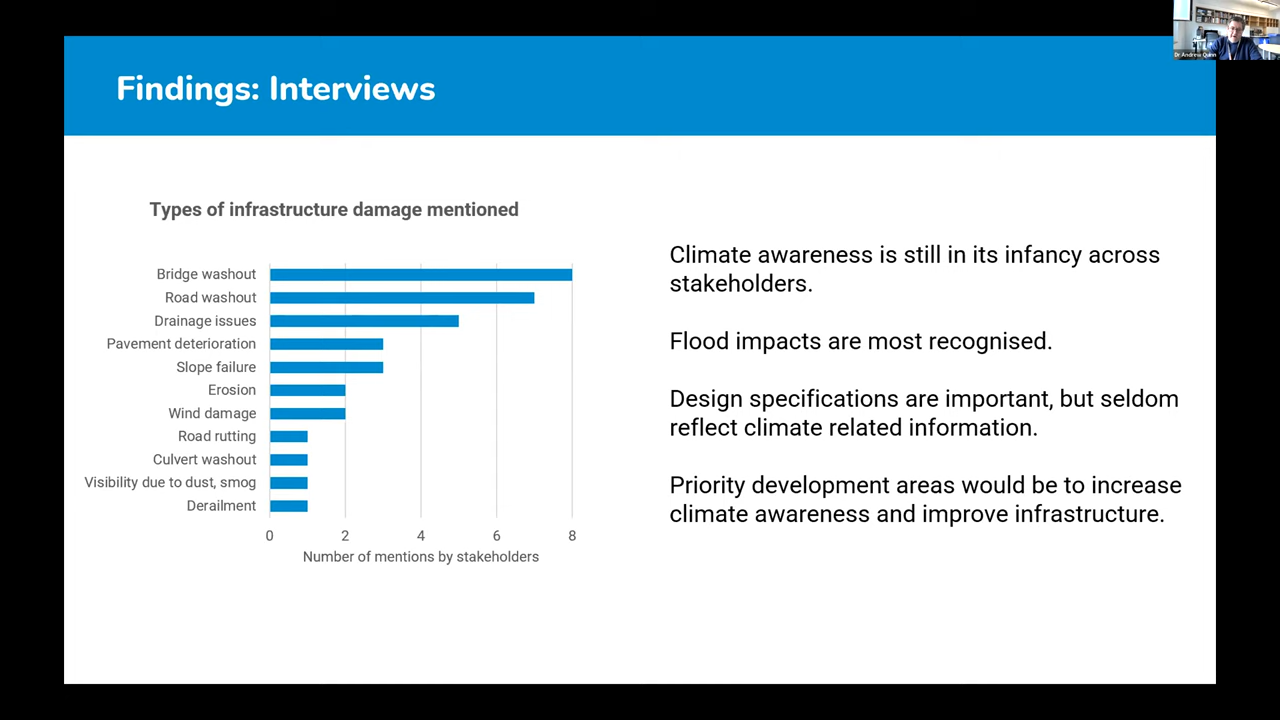 Dr Andrew Quinn
Findings: Interviews
Types of infrastructure damage mentioned
Bridge washout
Road washout
Drainage issues
Pavement deterioration
Slope failure
Erosion
Wind damage
Road rutting
Culvert washout
Visibility due to dust, smog
Derailment
0 2 4 6 8
Number of mentions by stakeholders
Climate awareness is still in its infancy across
stakeholders.
Flood impacts are most recognised.
Design specifications are important, but seldom
reflect climate related information.
Priority development areas would be to increase
climate awareness and improve infrastructure.